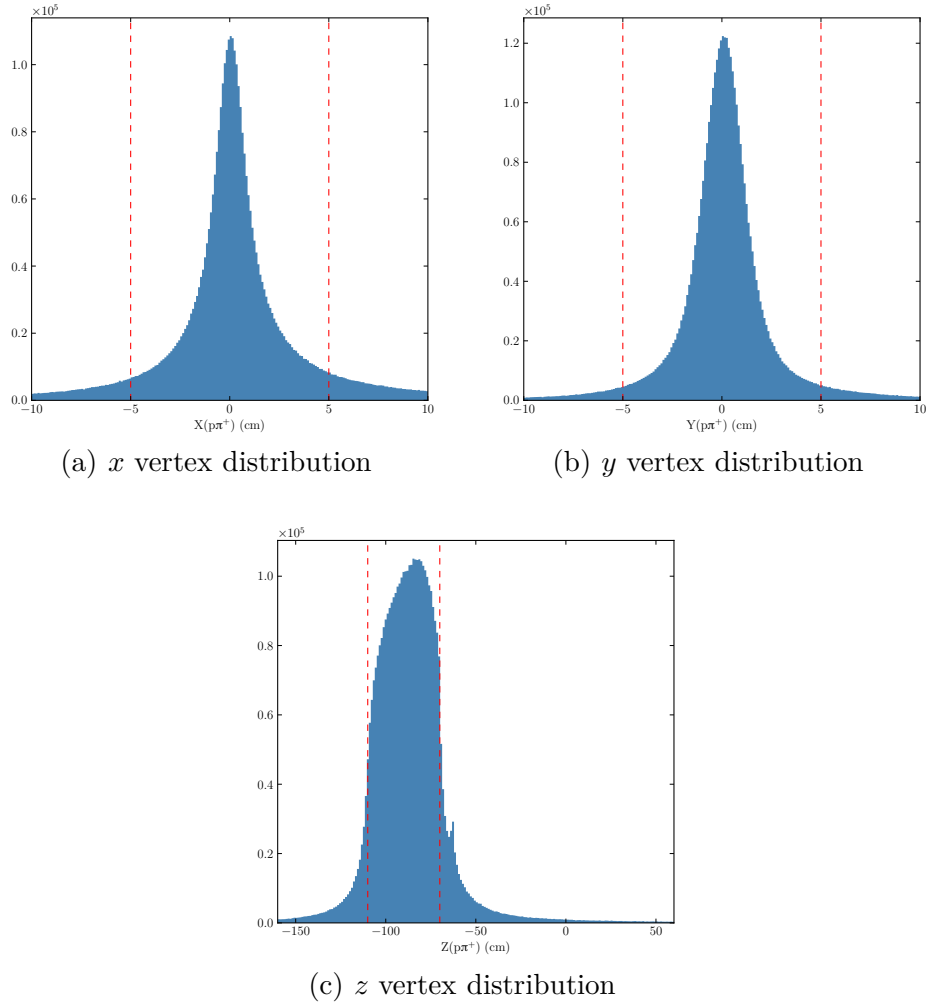 ×10⁵
1.0
0.8
0.6
0.4
0.2
0.0
−10 −5 0 5 10
X(pπ⁺) (cm)
(a) x vertex distribution
×10⁵
1.2
1.0
0.8
0.6
0.4
0.2
0.0
−10 −5 0 5 10
Y(pπ⁺) (cm)
(b) y vertex distribution
×10⁵
1.0
0.8
0.6
0.4
0.2
0.0
−150 −100 −50 0 50
Z(pπ⁺) (cm)
(c) z vertex distribution